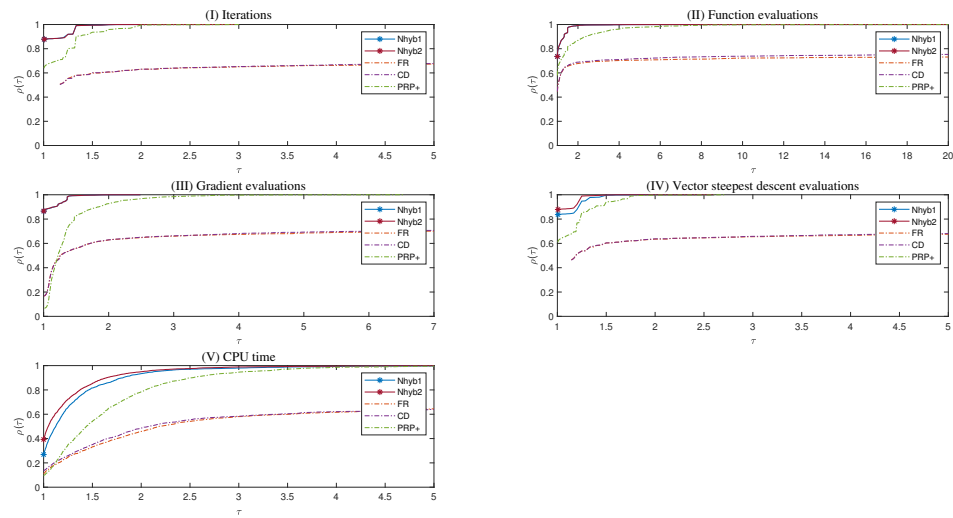 (I) Iterations
ρ(τ)
1
0.8
0.6
0.4
0.2
0
1 1.5 2 2.5 3 3.5 4 4.5 5
τ
Nhyb1
Nhyb2
FR
CD
PRP+
(II) Function evaluations
ρ(τ)
1
0.8
0.6
0.4
0.2
0
2 4 6 8 10 12 14 16 18 20
τ
Nhyb1
Nhyb2
FR
CD
PRP+
(III) Gradient evaluations
ρ(τ)
1
0.8
0.6
0.4
0.2
0
1 2 3 4 5 6 7
τ
Nhyb1
Nhyb2
FR
CD
PRP+
(IV) Vector steepest descent evaluations
ρ(τ)
1
0.8
0.6
0.4
0.2
0
1 1.5 2 2.5 3 3.5 4 4.5 5
τ
Nhyb1
Nhyb2
FR
CD
PRP+
(V) CPU time
ρ(τ)
1
0.8
0.6
0.4
0.2
0
1 1.5 2 2.5 3 3.5 4 4.5 5
τ
Nhyb1
Nhyb2
FR
CD
PRP+